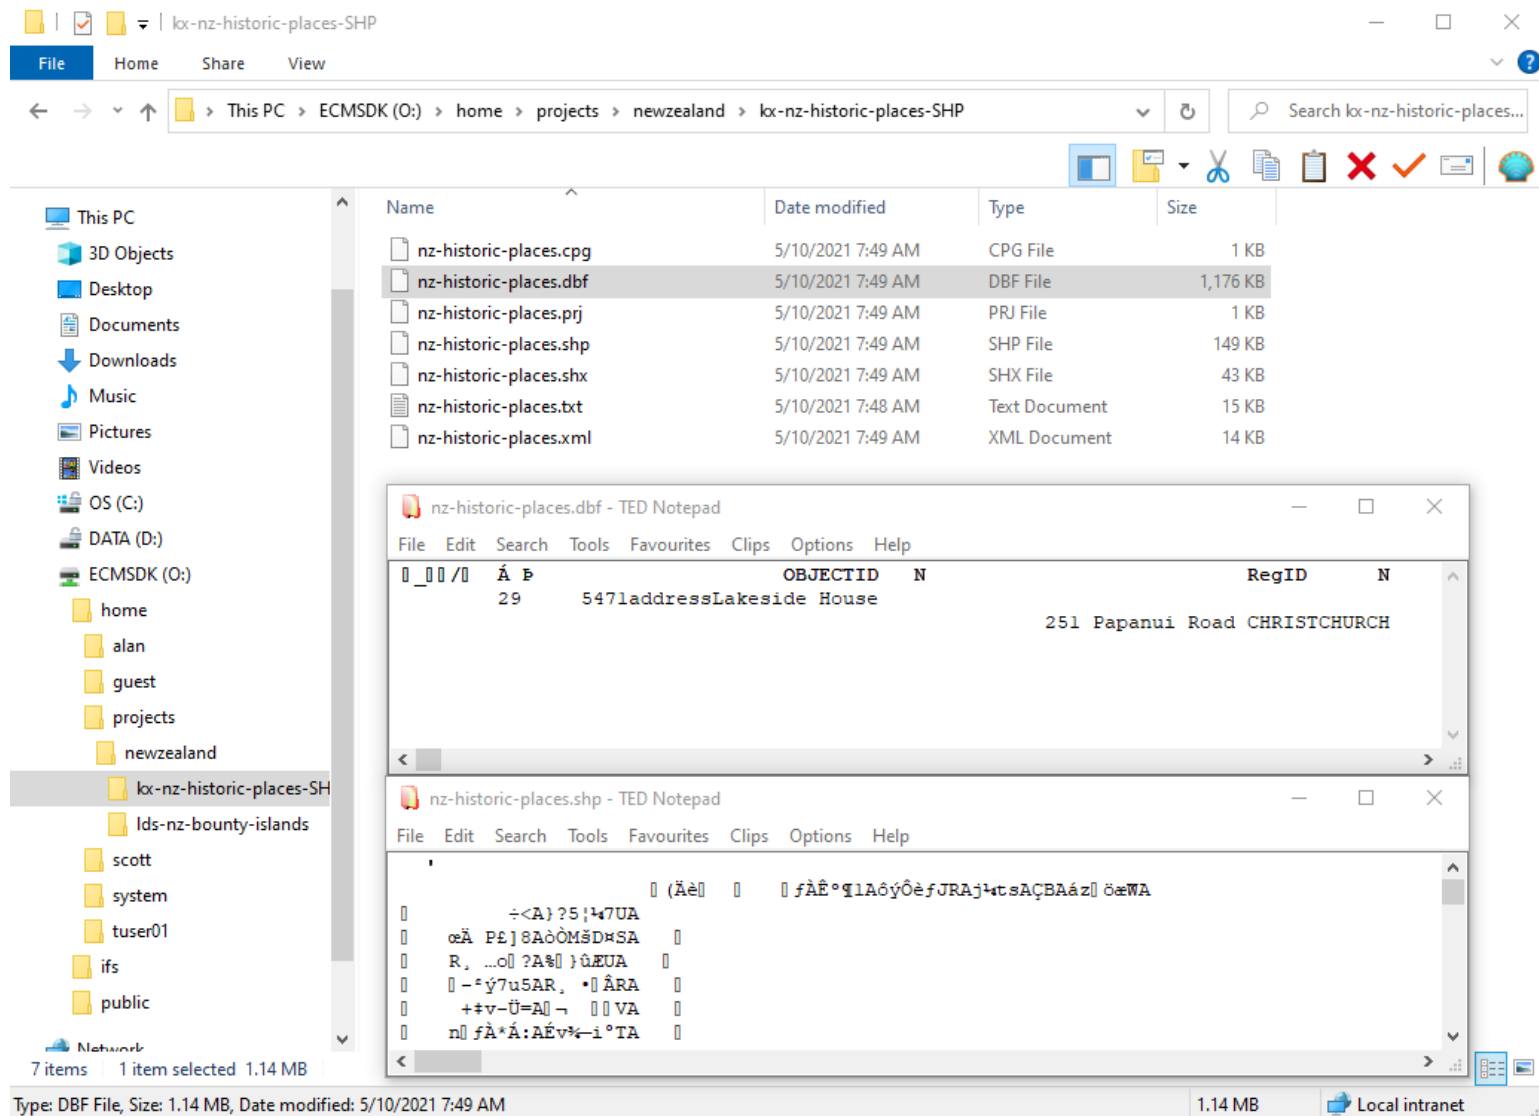 kx-nz-historic-places-SHP
File Home Share View
This PC > ECMSDK (O:) > home > projects > newzealand > kx-nz-historic-places-SHP
Search kx-nz-historic-places...
This PC
3D Objects
Desktop
Documents
Downloads
Music
Pictures
Videos
OS (C:)
DATA (D:)
ECMSDK (O:)
home
alan
guest
projects
newzealand
kx-nz-historic-places-SH
lds-nz-bounty-islands
scott
system
tuser01
ifs
public
Network
Name Date modified Type Size
nz-historic-places.cpg 5/10/2021 7:49 AM CPG File 1 KB
nz-historic-places.dbf 5/10/2021 7:49 AM DBF File 1,176 KB
nz-historic-places.prj 5/10/2021 7:49 AM PRJ File 1 KB
nz-historic-places.shp 5/10/2021 7:49 AM SHP File 149 KB
nz-historic-places.shx 5/10/2021 7:49 AM SHX File 43 KB
nz-historic-places.txt 5/10/2021 7:48 AM Text Document 15 KB
nz-historic-places.xml 5/10/2021 7:49 AM XML Document 14 KB
nz-historic-places.dbf - TED Notepad
File Edit Search Tools Favourites Clips Options Help
Á Þ OBJECTID N RegID N
29 5471addressLakeside House
251 Papanui Road CHRISTCHURCH
nz-historic-places.shp - TED Notepad
File Edit Search Tools Favourites Clips Options Help
7 items 1 item selected 1.14 MB
Type: DBF File, Size: 1.14 MB, Date modified: 5/10/2021 7:49 AM 1.14 MB Local intranet